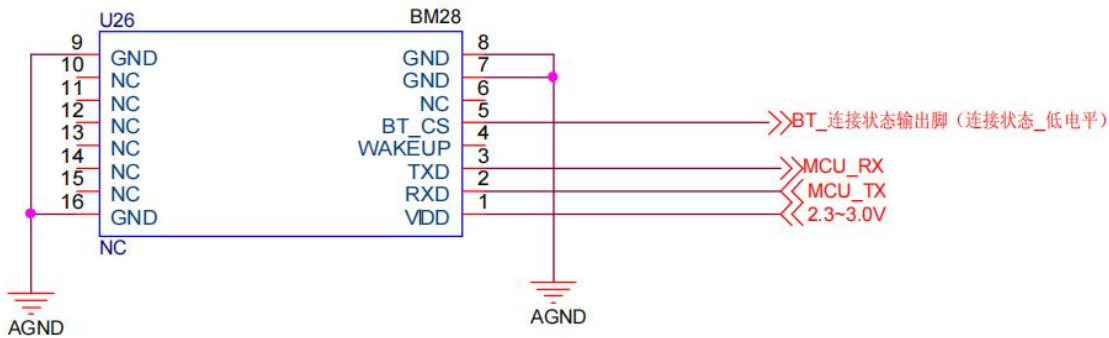 U26 BM28
9 GND GND 8
10 NC GND 7
11 NC NC 6
12 NC BT_CS 5
13 NC WAKEUP 4
14 NC TXD 3
15 NC RXD 2
16 GND VDD 1
NC
BT_连接状态输出脚（连接状态_低电平）
MCU_RX
MCU_TX
2.3~3.0V
AGND
AGND